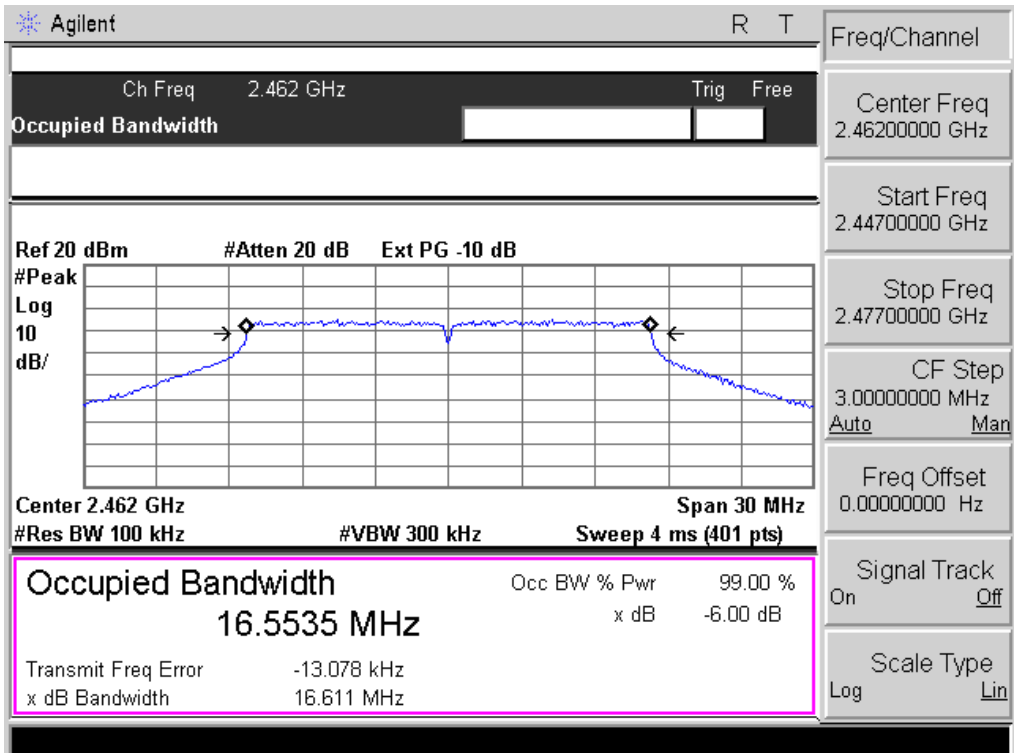 Agilent R T
Ch Freq 2.462 GHz Trig Free
Occupied Bandwidth
Ref 20 dBm #Atten 20 dB Ext PG -10 dB
#Peak
Log
10
dB/
Center 2.462 GHz Span 30 MHz
#Res BW 100 kHz #VBW 300 kHz Sweep 4 ms (401 pts)
Occupied Bandwidth Occ BW % Pwr 99.00 %
16.5535 MHz x dB -6.00 dB
Transmit Freq Error -13.078 kHz
x dB Bandwidth 16.611 MHz
Freq/Channel
Center Freq
2.46200000 GHz
Start Freq
2.44700000 GHz
Stop Freq
2.47700000 GHz
CF Step
3.00000000 MHz
Auto Man
Freq Offset
0.00000000 Hz
Signal Track
On Off
Scale Type
Log Lin